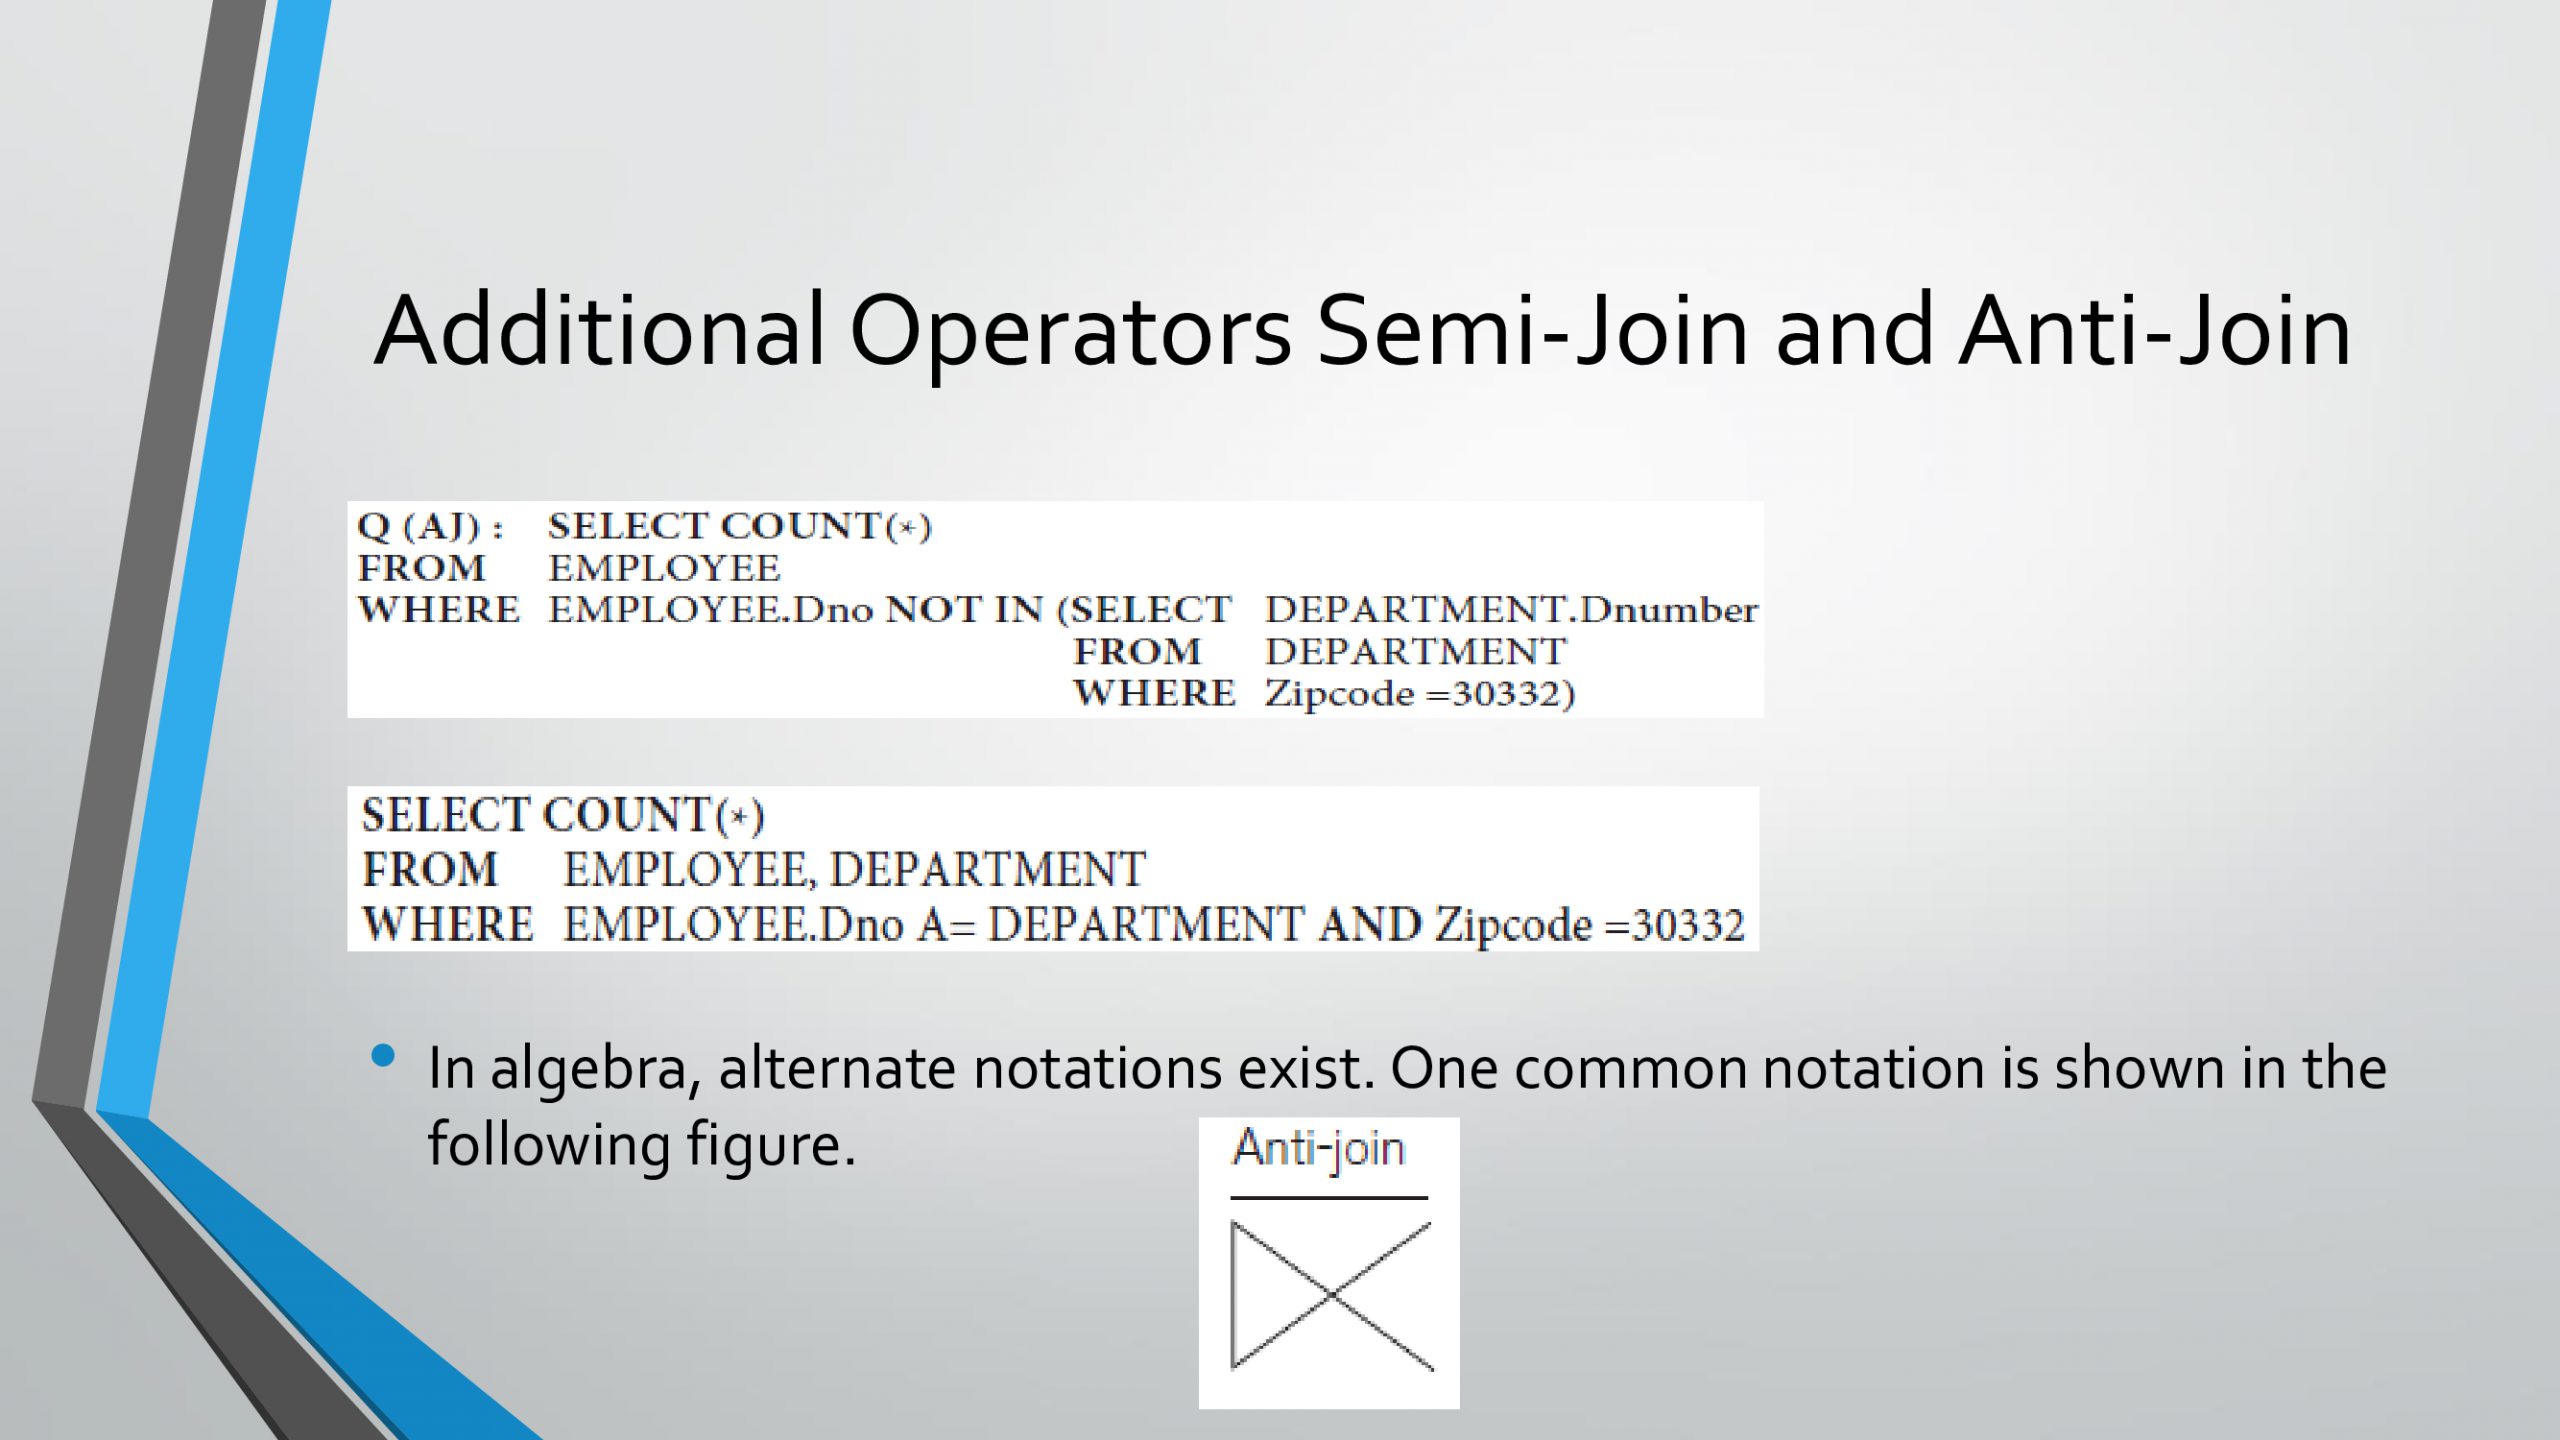 Additional Operators Semi-Join and Anti-Join
Q (AJ) : SELECT COUNT(*)
FROM EMPLOYEE
WHERE EMPLOYEE.Dno NOT IN (SELECT DEPARTMENT.Dnumber
FROM DEPARTMENT
WHERE Zipcode =30332)
SELECT COUNT(*)
FROM EMPLOYEE, DEPARTMENT
WHERE EMPLOYEE.Dno A= DEPARTMENT AND Zipcode =30332
• In algebra, alternate notations exist. One common notation is shown in the
following figure.
Anti-join